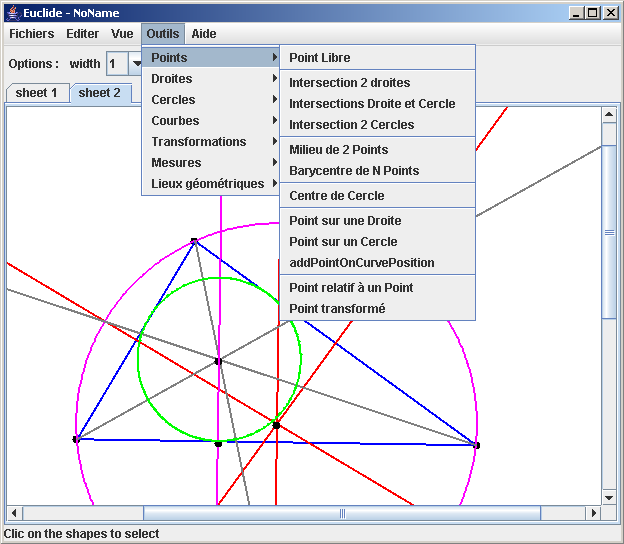 Euclide - NoName
Fichiers Editer Vue Outils Aide
Options : width 1
sheet 1 sheet 2
Points
Droites
Cercles
Courbes
Transformations
Mesures
Lieux géométriques
Point Libre
Intersection 2 droites
Intersections Droite et Cercle
Intersection 2 Cercles
Milieu de 2 Points
Barycentre de N Points
Centre de Cercle
Point sur une Droite
Point sur un Cercle
addPointOnCurvePosition
Point relatif à un Point
Point transformé
Clic on the shapes to select